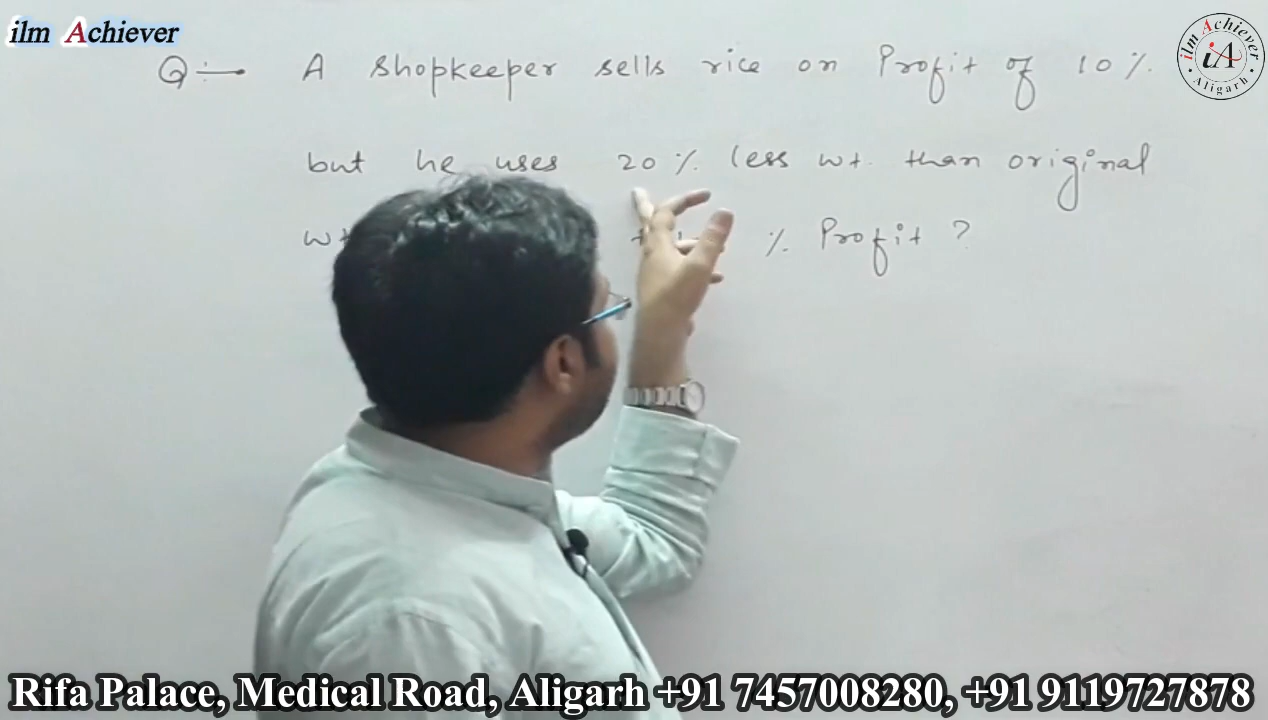 ilm Achiever
ilm Achiever
iA
Aligarh
Q:— A shopkeeper sells rice on Profit of 10%.
but he uses 20% less wt. than original
wt % Profit ?
Rifa Palace, Medical Road, Aligarh +91 7457008280, +91 9119727878